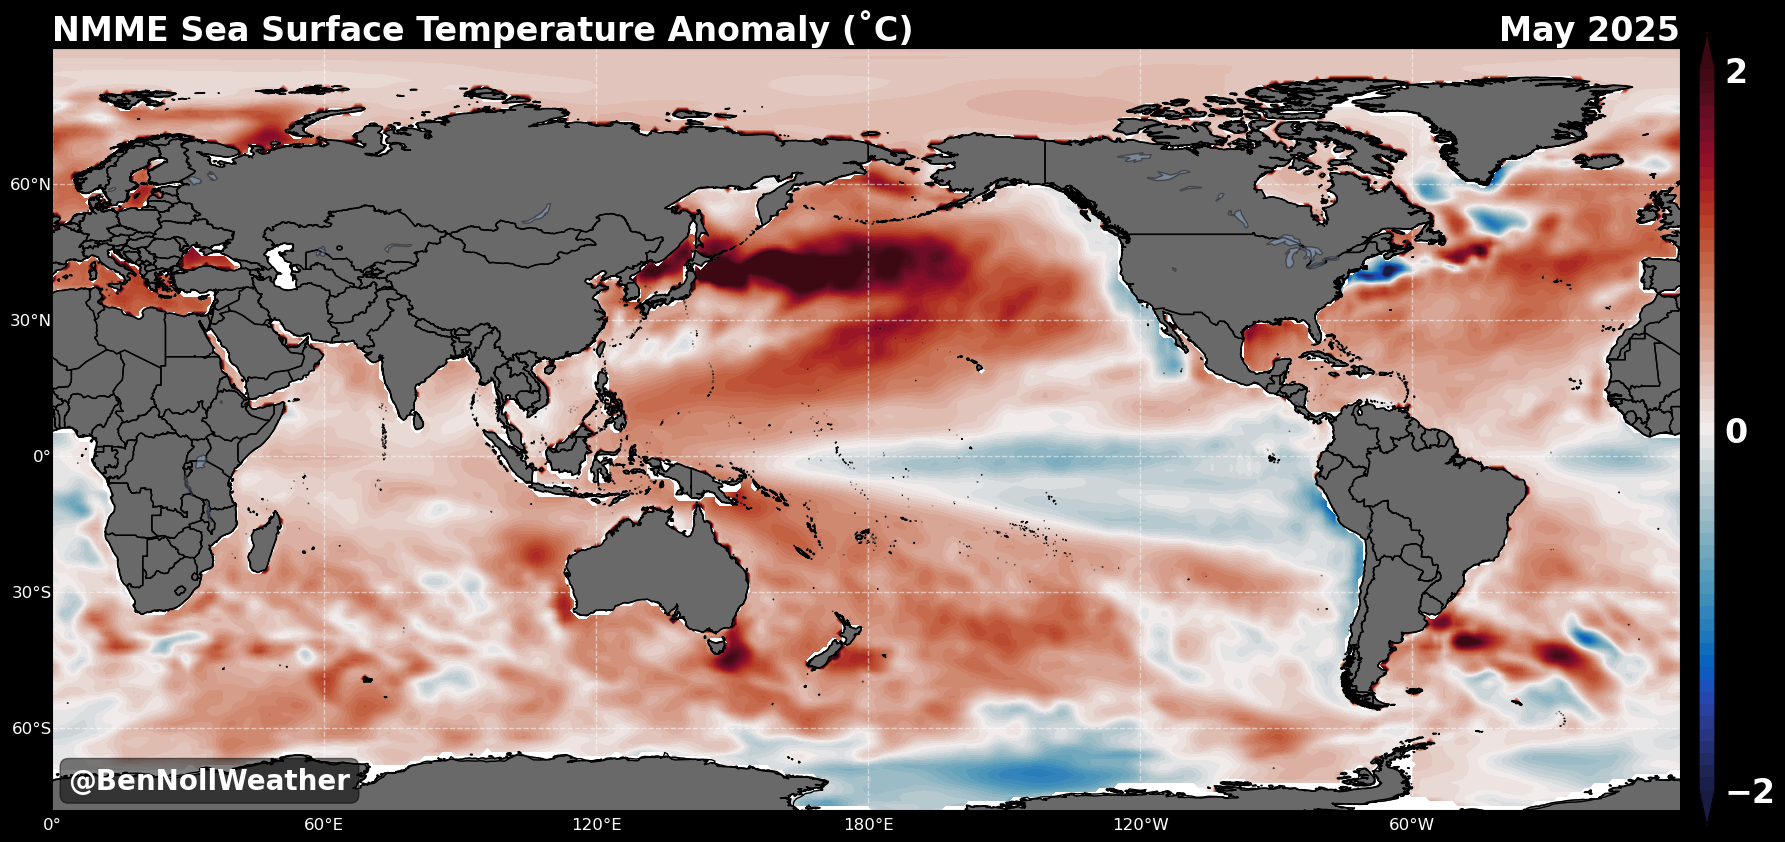 NMME Sea Surface Temperature Anomaly (˚C)
May 2025
2
0
−2
60°N
30°N
0°
30°S
60°S
@BenNollWeather
0°
60°E
120°E
180°E
120°W
60°W